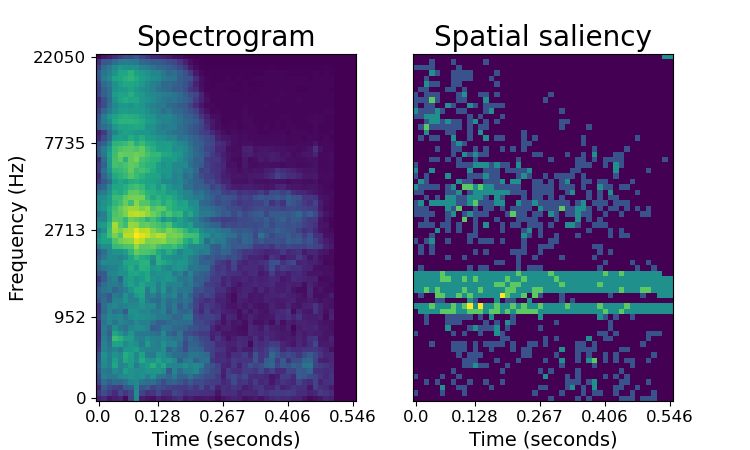 Spectrogram
Spatial saliency
Frequency (Hz)
22050
7735
2713
952
0
0.0 0.128 0.267 0.406 0.546
0.0 0.128 0.267 0.406 0.546
Time (seconds)
Time (seconds)